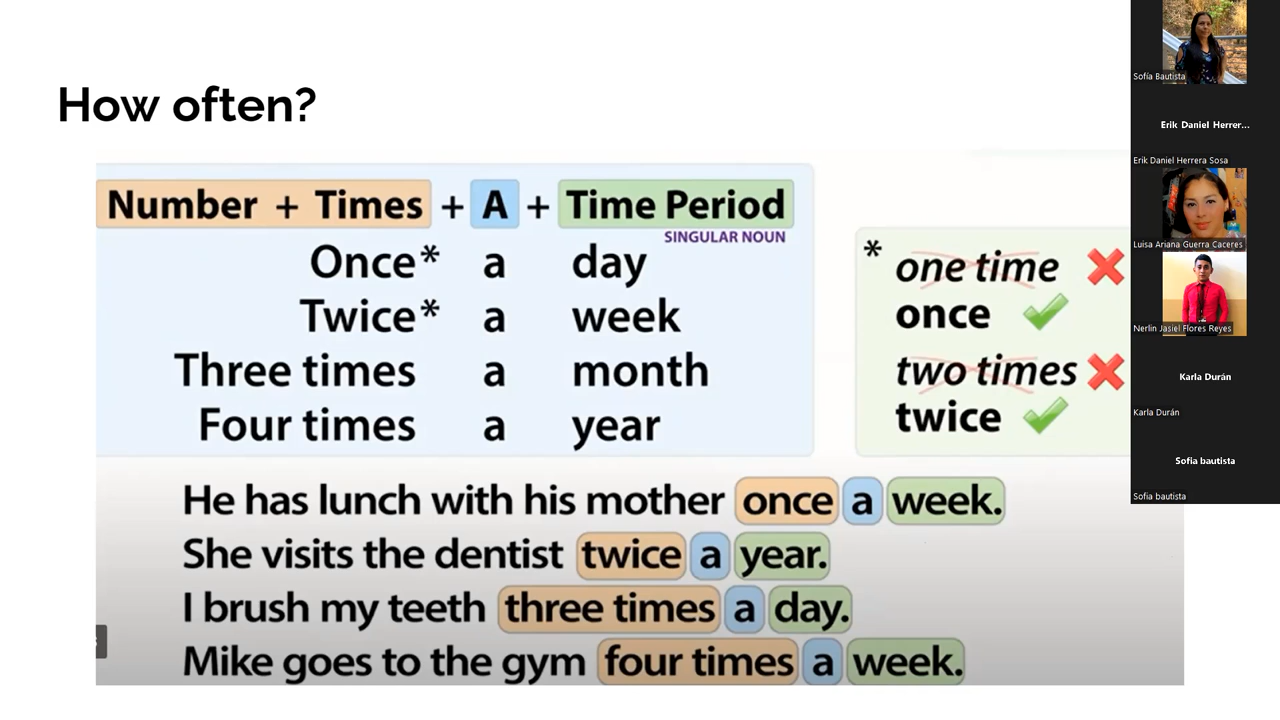 How often?
Number + Times + A + Time Period
SINGULAR NOUN
Once* a day
Twice* a week
Three times a month
Four times a year
* one time
once
two times
twice
He has lunch with his mother once a week.
She visits the dentist twice a year.
I brush my teeth three times a day.
Mike goes to the gym four times a week.
Sofía Bautista
Erik Daniel Herrer...
Erik Daniel Herrera Sosa
Luisa Ariana Guerra Caceres
Nerlin Jasiel Flores Reyes
Karla Durán
Karla Durán
Sofia bautista
Sofia bautista